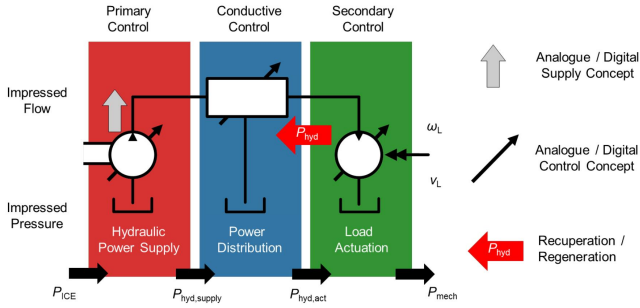 Primary
Control
Conductive
Control
Secondary
Control
Impressed
Flow
Impressed
Pressure
P_hyd
ω_L
v_L
Hydraulic
Power Supply
Power
Distribution
Load
Actuation
P_ICE
P_hyd,supply
P_hyd,act
P_mech
Analogue / Digital
Supply Concept
Analogue / Digital
Control Concept
P_hyd
Recuperation /
Regeneration